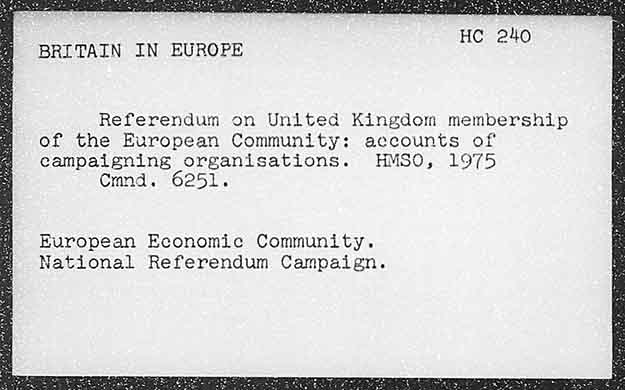 HC 240
BRITAIN IN EUROPE
Referendum on United Kingdom membership
of the European Community: accounts of
campaigning organisations. HMSO, 1975
Cmnd. 6251.
European Economic Community.
National Referendum Campaign.